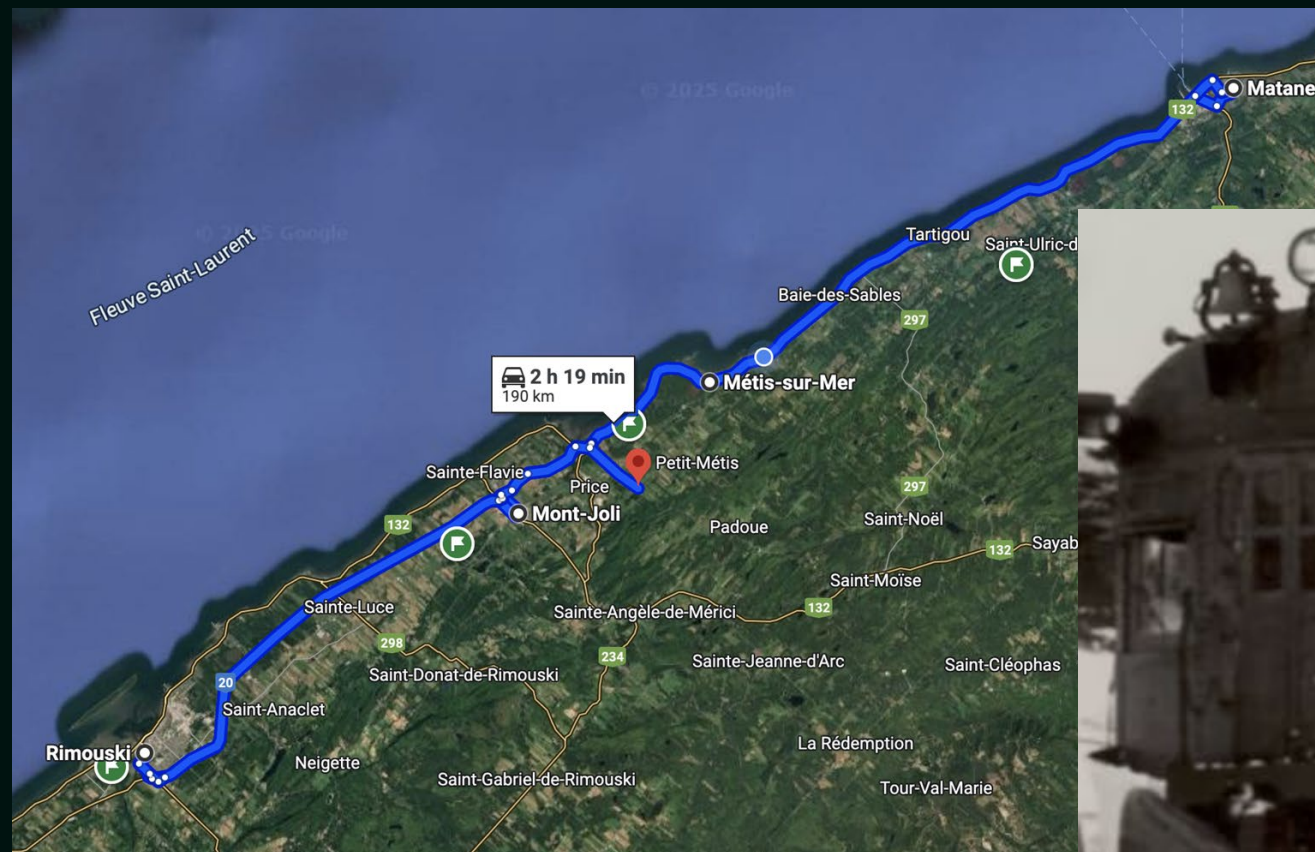 © 2025 Google
Matane
132
© 2025 Google
Fleuve Saint-Laurent
Tartigou
Saint-Ulric-d
Baie-des-Sables
297
2 h 19 min
190 km
Métis-sur-Mer
Sainte-Flavie
Petit-Métis
Price
297
Mont-Joli
132
Padoue
Saint-Noël
132
Sayab
Saint-Moïse
Sainte-Luce
Sainte-Angèle-de-Mérici
132
298
234
Sainte-Jeanne-d'Arc
Saint-Cléophas
Saint-Donat-de-Rimouski
20
Saint-Anaclet
La Rédemption
Rimouski
Neigette
Saint-Gabriel-de-Rimouski
Tour-Val-Marie